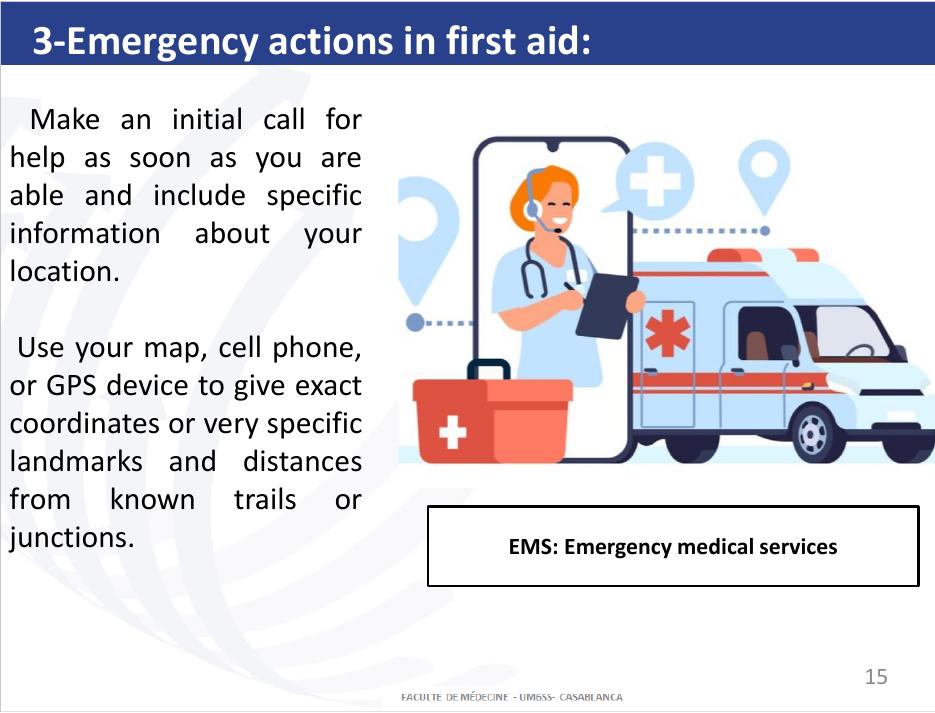 3-Emergency actions in first aid:
Make an initial call for
help as soon as you are
able and include specific
information about your
location.
Use your map, cell phone,
or GPS device to give exact
coordinates or very specific
landmarks and distances
from known trails or
junctions.
EMS: Emergency medical services
15
FACULTE DE MÉDECINE - UM6SS- CASABLANCA